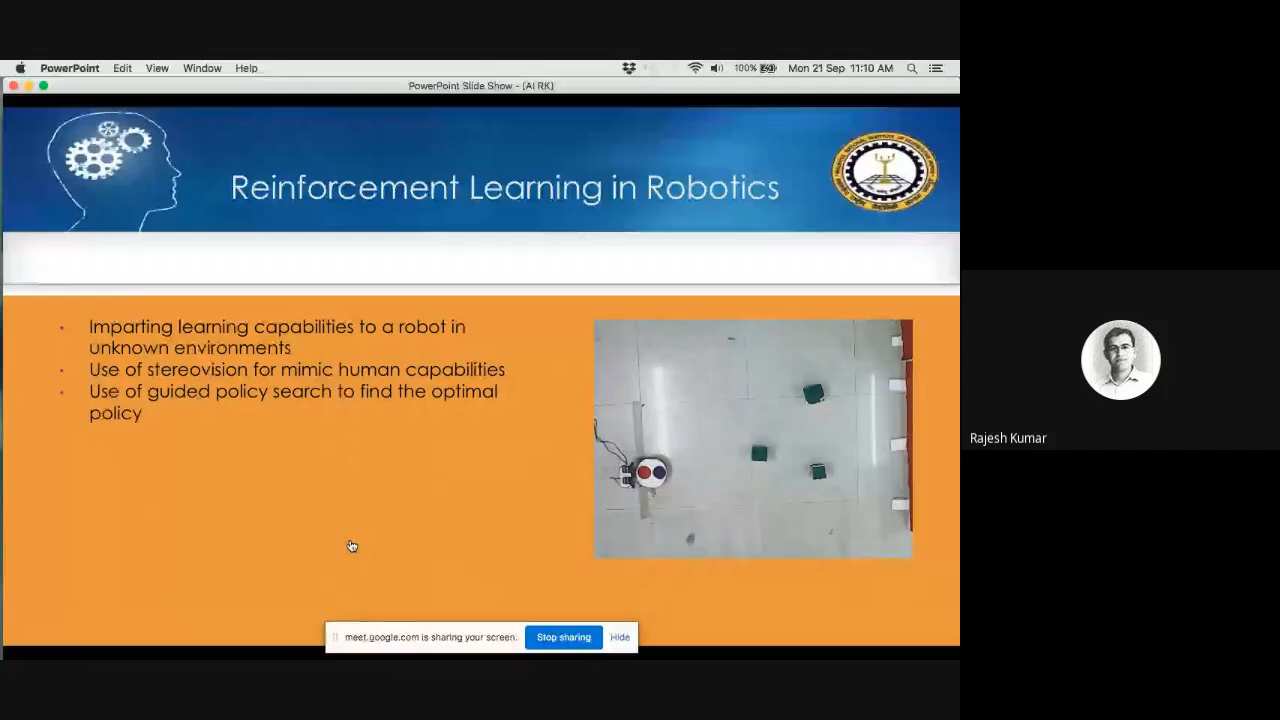 PowerPoint Edit View Window Help 100% Mon 21 Sep 11:10 AM
PowerPoint Slide Show - [AI RK]
Reinforcement Learning in Robotics
• Imparting learning capabilities to a robot in
unknown environments
• Use of stereovision for mimic human capabilities
• Use of guided policy search to find the optimal
policy
Rajesh Kumar
meet.google.com is sharing your screen. Stop sharing Hide